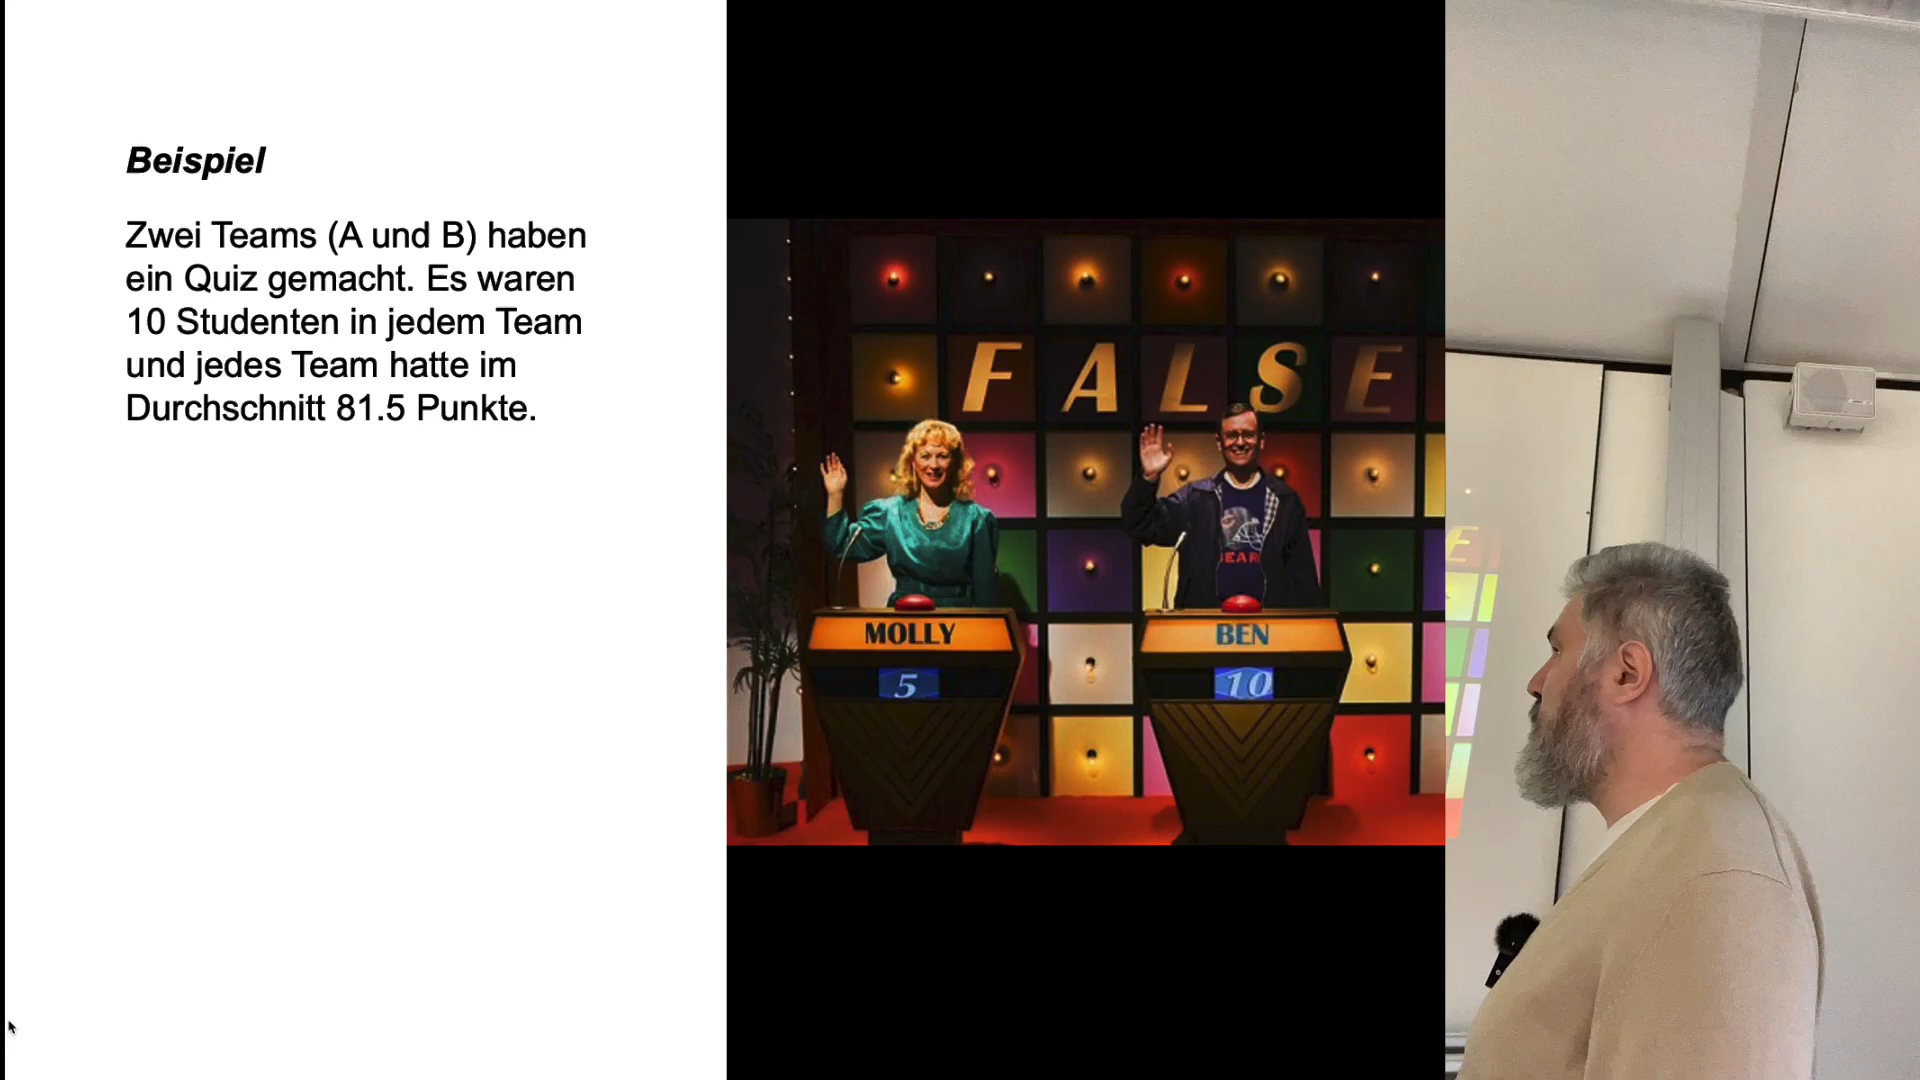 Beispiel
Zwei Teams (A und B) haben
ein Quiz gemacht. Es waren
10 Studenten in jedem Team
und jedes Team hatte im
Durchschnitt 81.5 Punkte.
FALSE
EAR
MOLLY
BEN
5
10
E